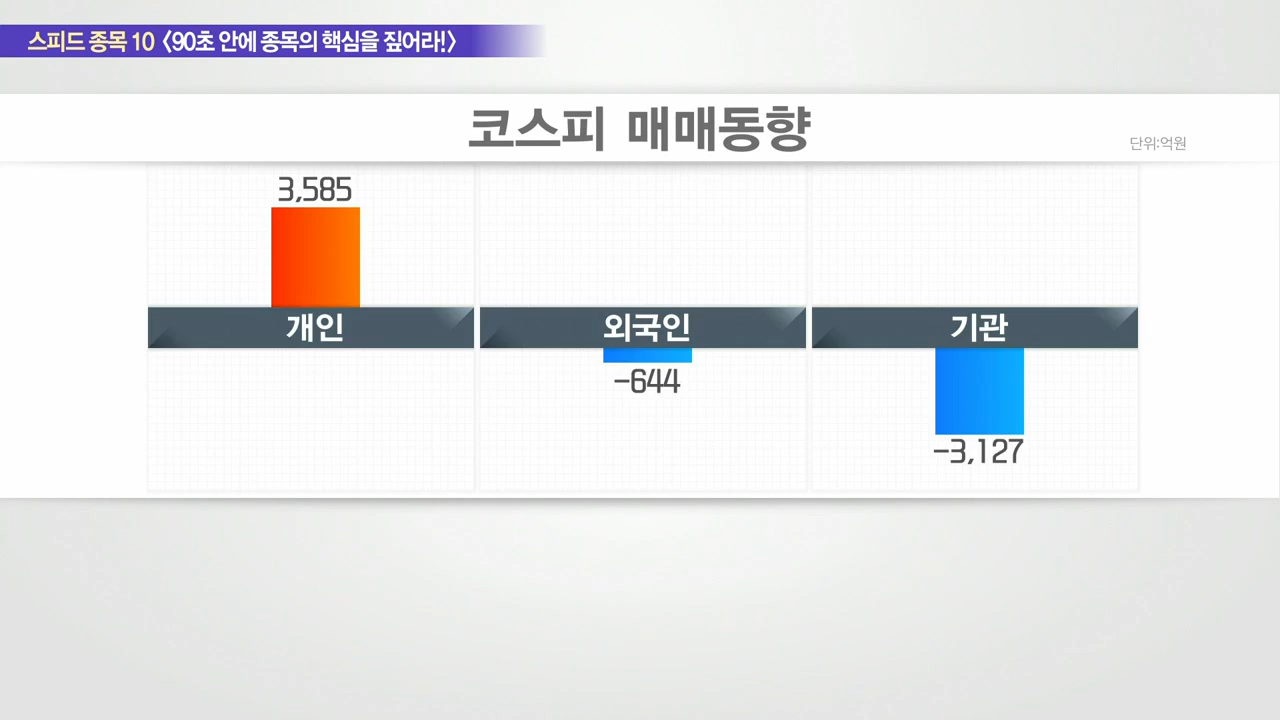 스피드 종목 10 〈90초 안에 종목의 핵심을 짚어라!〉
코스피 매매동향
단위:억원
3,585
개인
외국인
기관
-644
-3,127